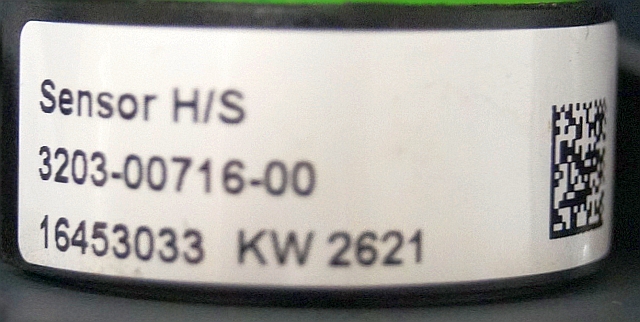 Sensor H/S
3203-00716-00
16453033 KW 2621